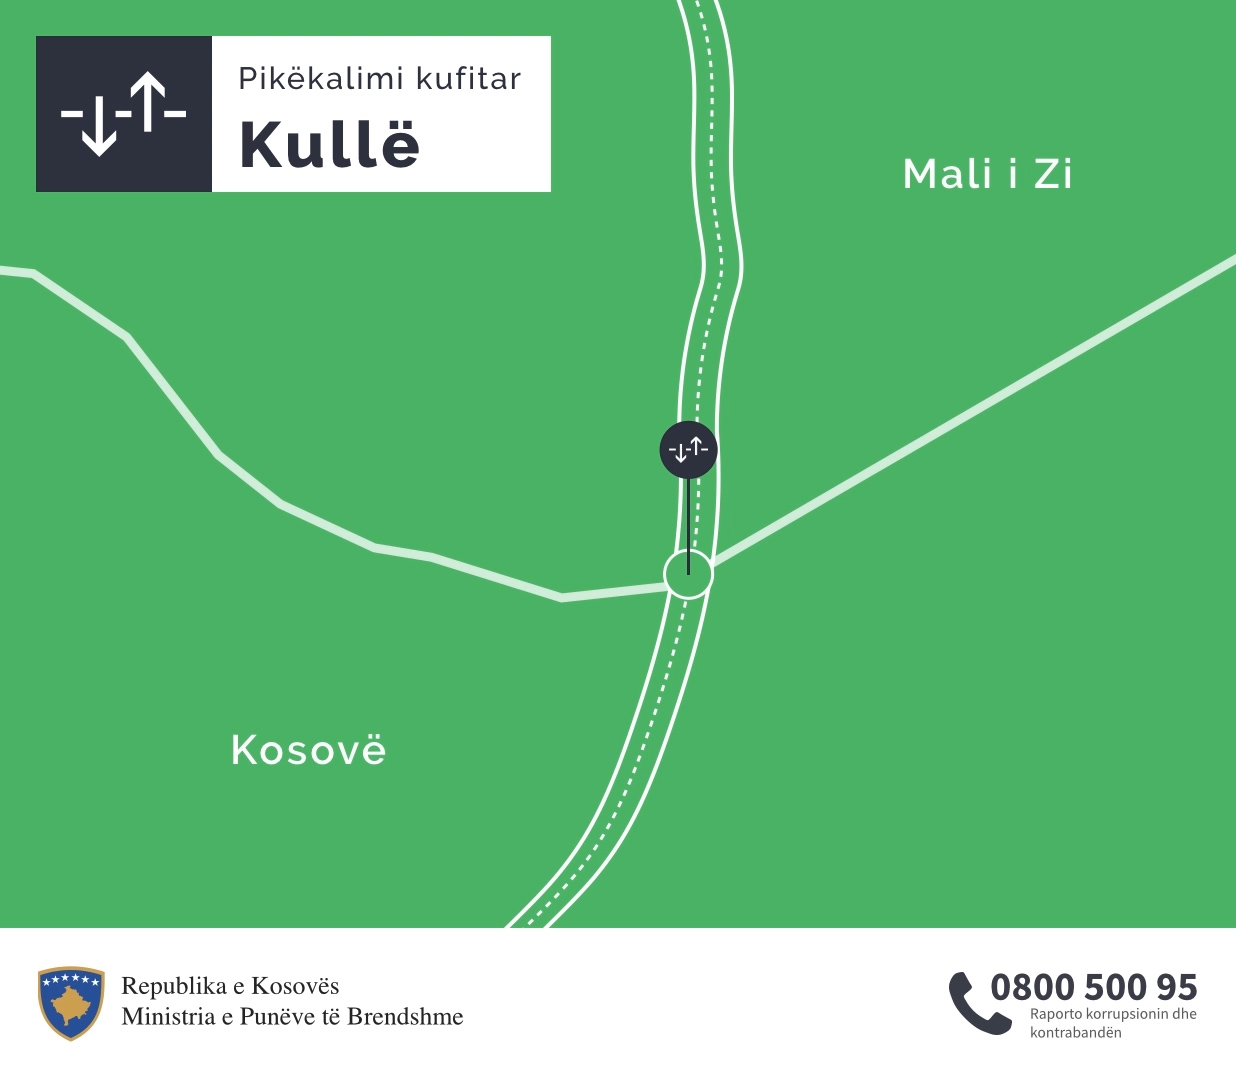 Pikëkalimi kufitar
Kullë
Mali i Zi
Kosovë
Republika e Kosovës
Ministria e Punëve të Brendshme
0800 500 95
Raporto korrupsionin dhe
kontrabandën